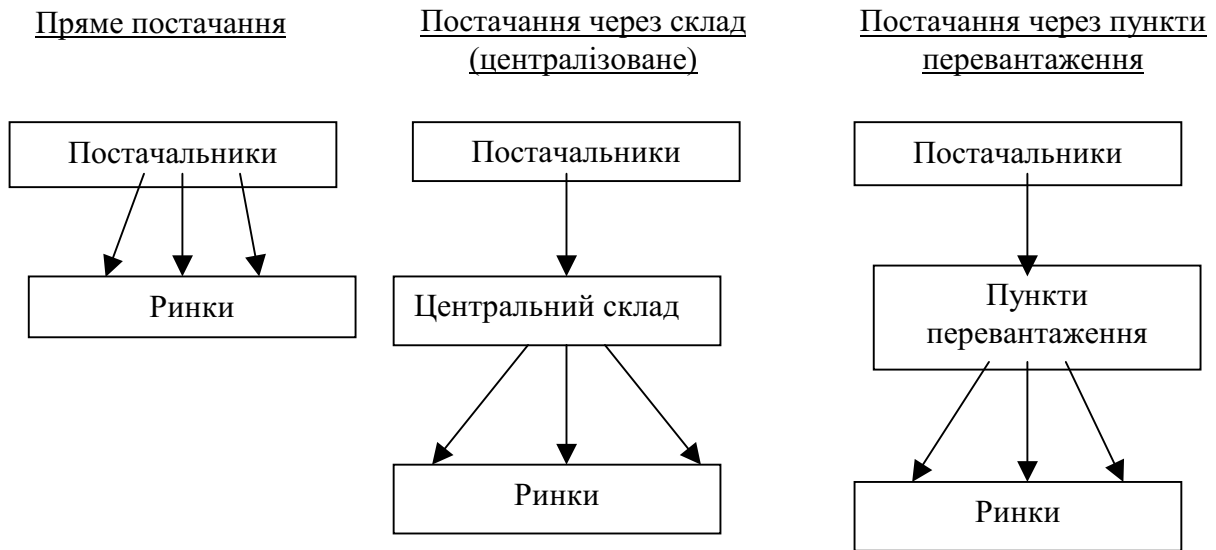 Пряме постачання
Постачальники
Ринки
Постачання через склад
(централізоване)
Постачальники
Центральний склад
Ринки
Постачання через пункти
перевантаження
Постачальники
Пункти
перевантаження
Ринки